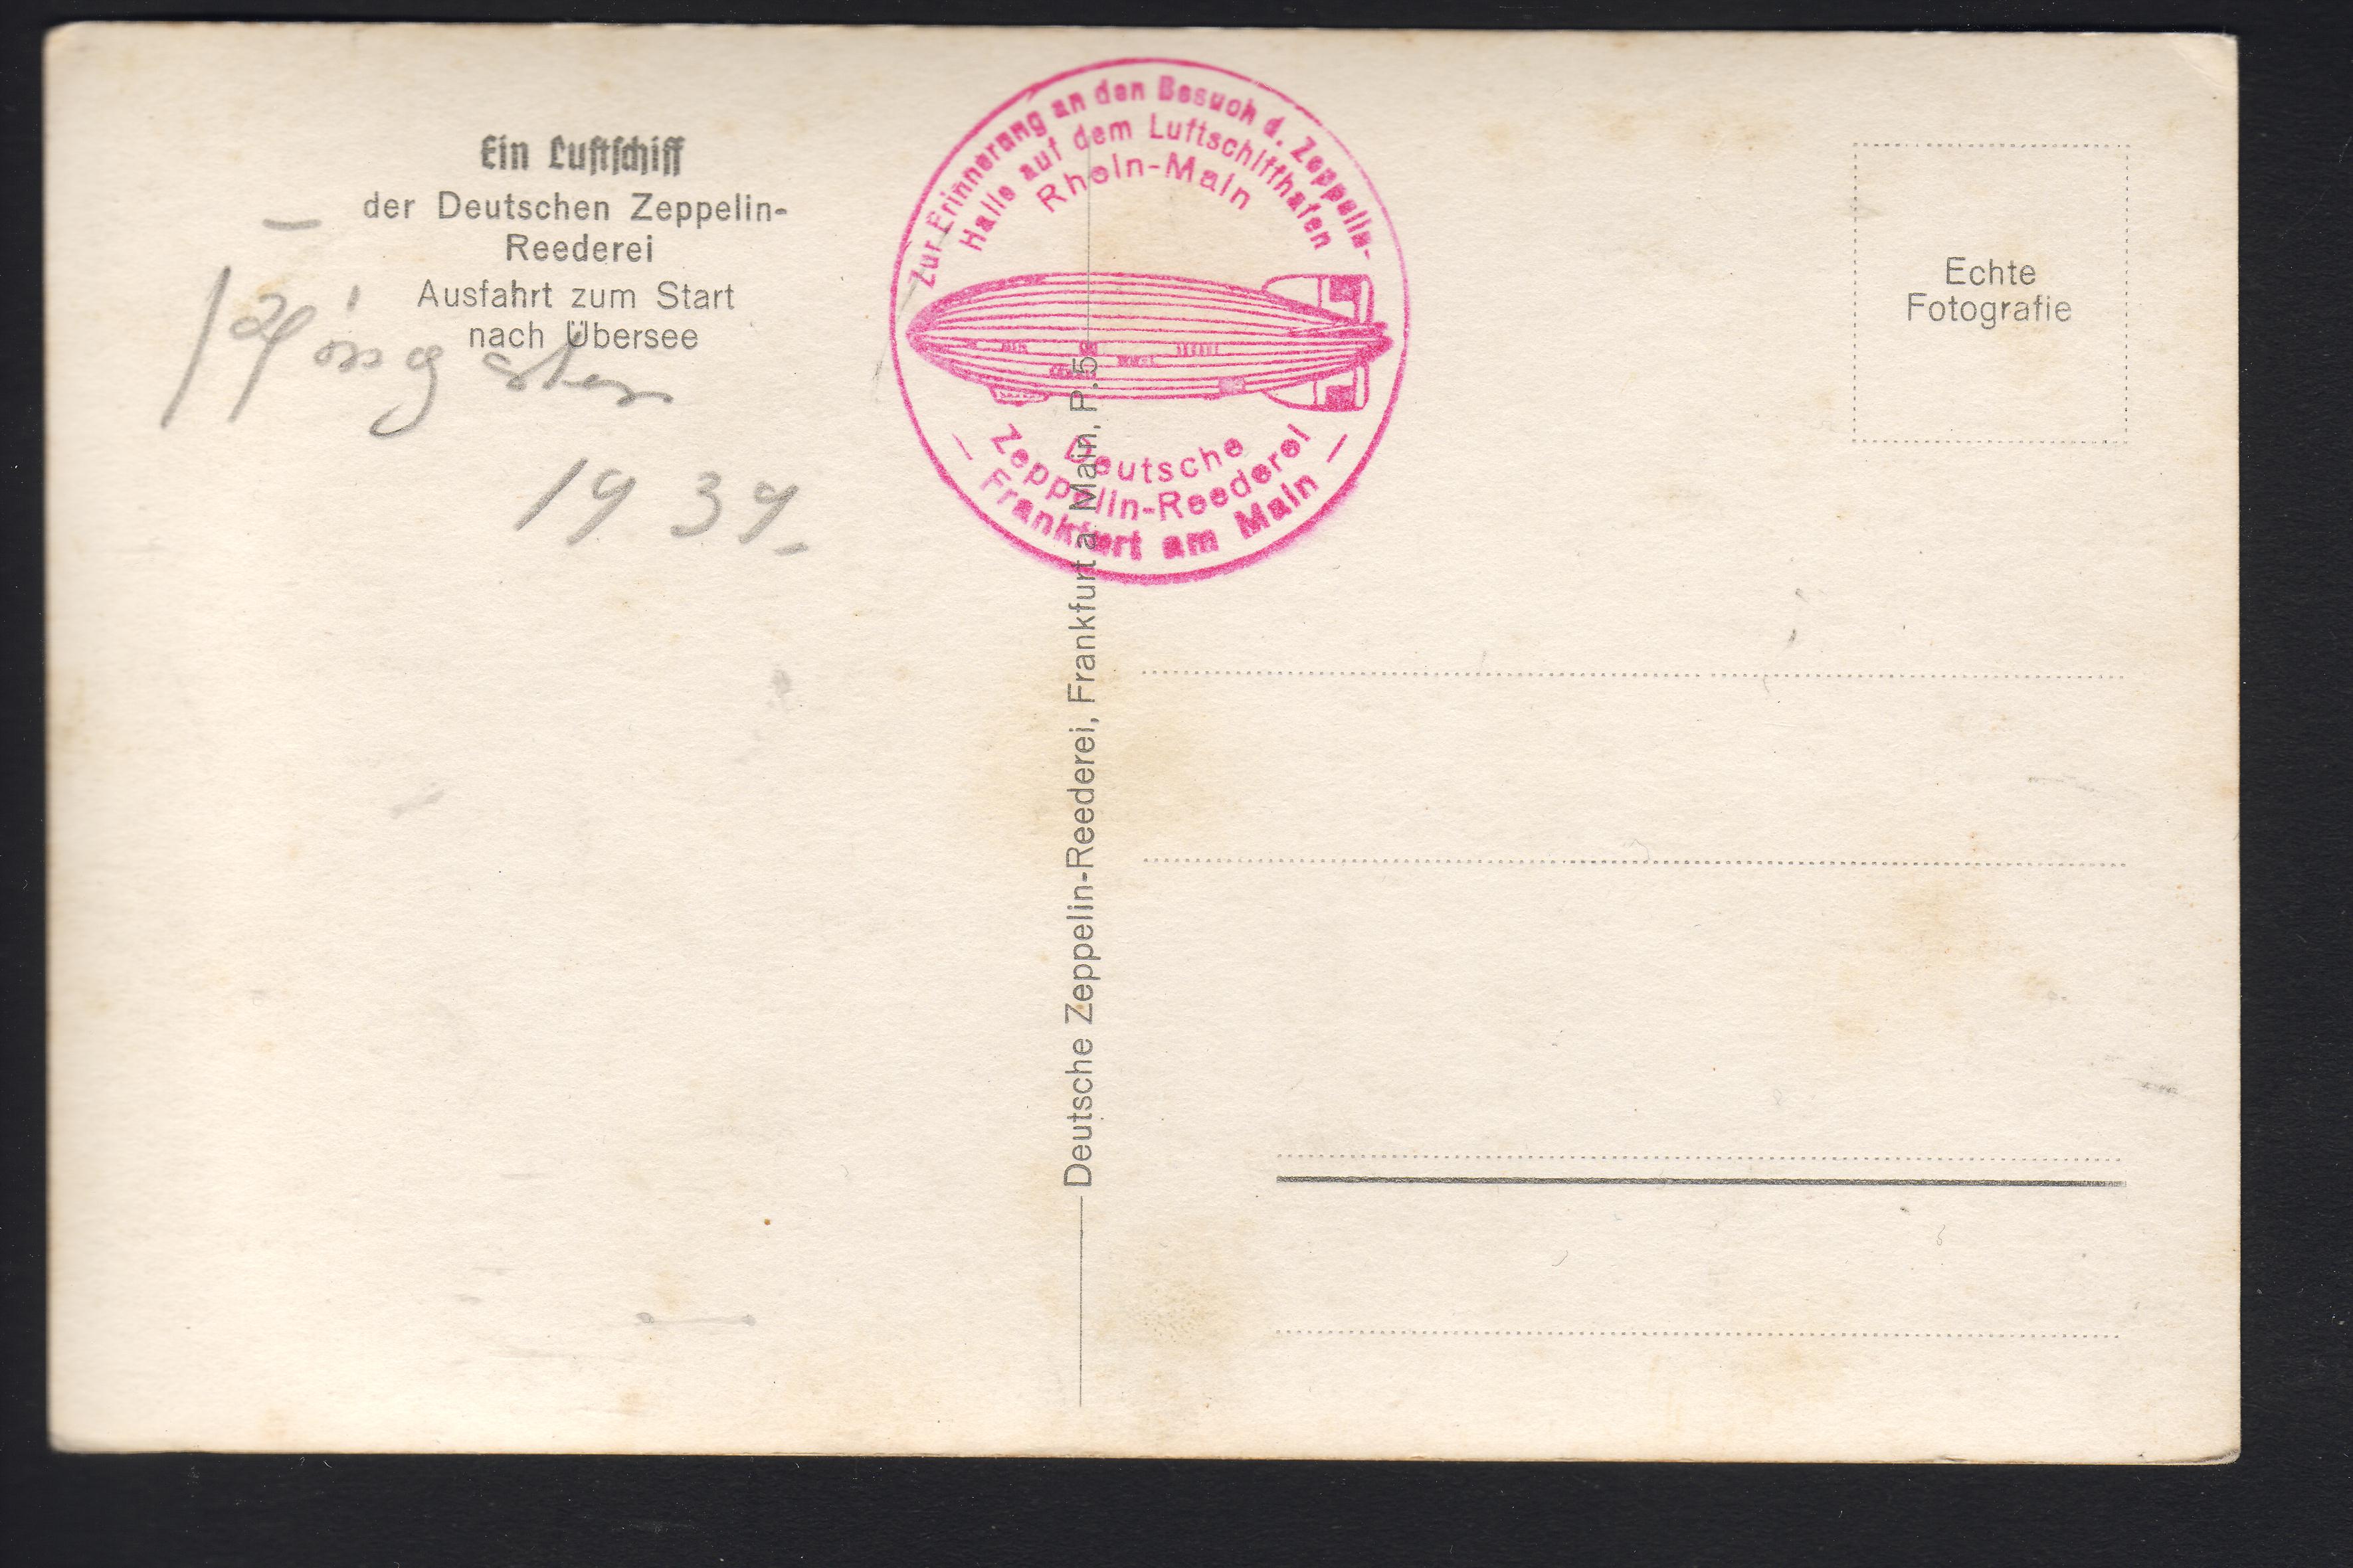 Ein Luftschiff
der Deutschen Zeppelin-
Reederei
Ausfahrt zum Start
nach Übersee
Pfingsten
1939.
Zur Erinnerung an den Besuch d. Zeppelin-
Halle auf dem Luftschiffhafen
Rhein-Main
Deutsche
Zeppelin-Reederei
— Frankfurt am Main —
Deutsche Zeppelin-Reederei, Frankfurt a. Main, P. 5
Echte
Fotografie